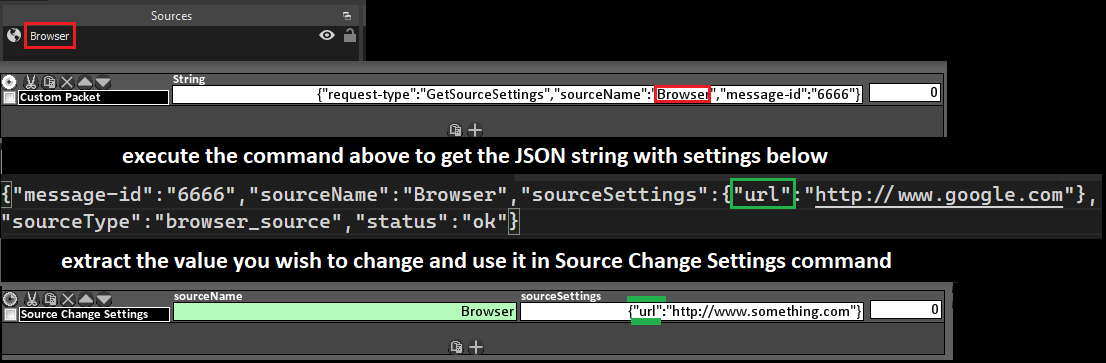 Sources
Browser
String
Custom Packet
{"request-type":"GetSourceSettings","sourceName":"Browser","message-id":"6666"}
0
execute the command above to get the JSON string with settings below
{"message-id":"6666","sourceName":"Browser","sourceSettings":{"url":"http://www.google.com"},
"sourceType":"browser_source","status":"ok"}
extract the value you wish to change and use it in Source Change Settings command
sourceName sourceSettings
Source Change Settings Browser {"url":"http://www.something.com"} 0